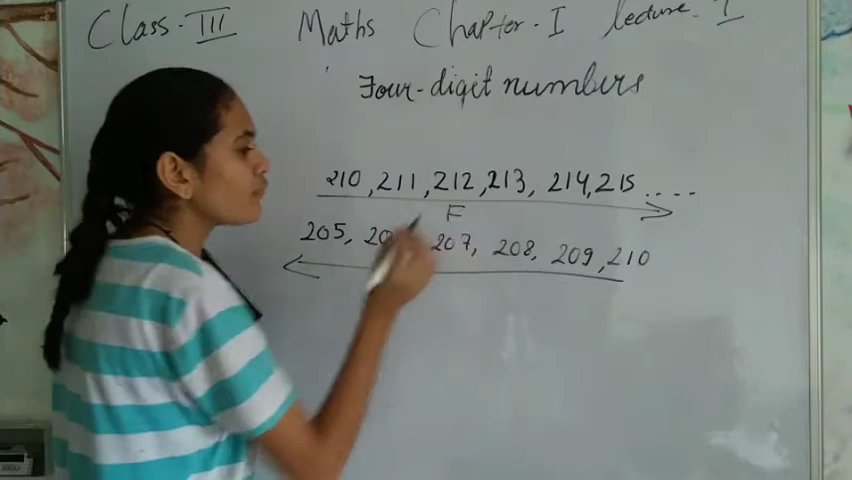 Class-III Maths Chapter-I lecture-I
Four-digit numbers
210, 211, 212, 213, 214, 215 ....
F
205, 207, 208, 209, 210